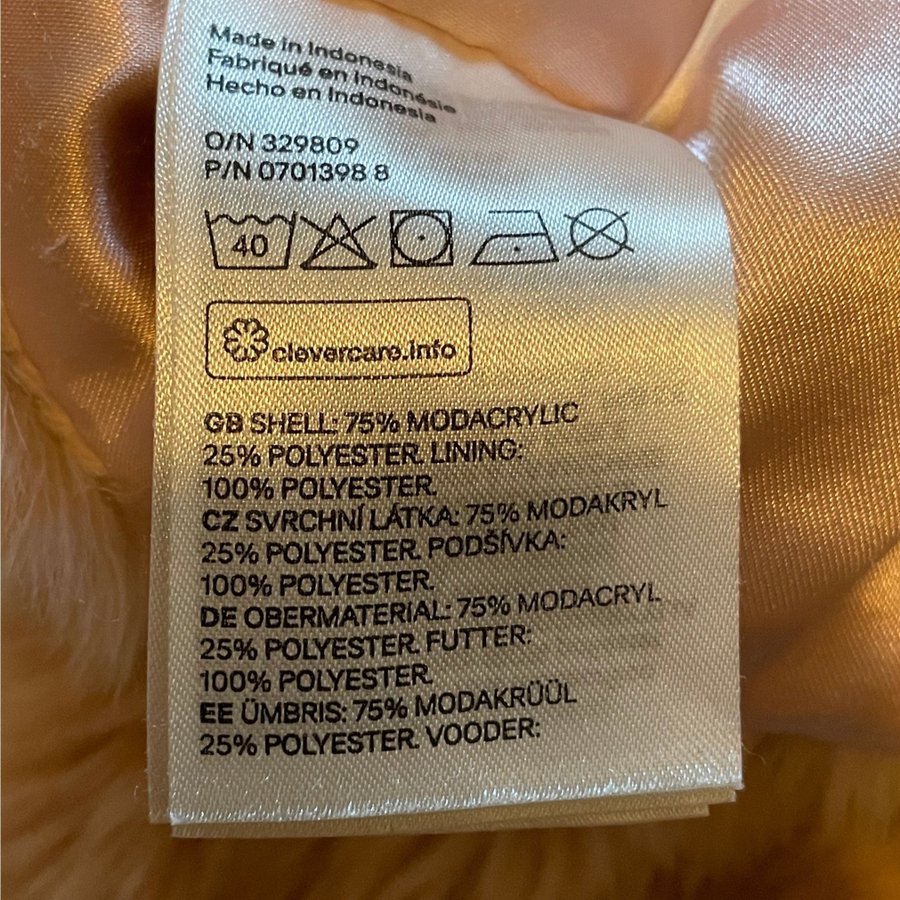 Made in Indonesia
Fabriqué en Indonésie
Hecho en Indonesia
O/N 329809
P/N 0701398 8
40
clevercare.info
GB SHELL: 75% MODACRYLIC
25% POLYESTER. LINING:
100% POLYESTER.
CZ SVRCHNÍ LÁTKA: 75% MODAKRYL
25% POLYESTER. PODŠÍVKA:
100% POLYESTER.
DE OBERMATERIAL: 75% MODACRYL
25% POLYESTER. FUTTER:
100% POLYESTER.
EE ÜMBRIS: 75% MODAKRÜÜL
25% POLYESTER. VOODER: